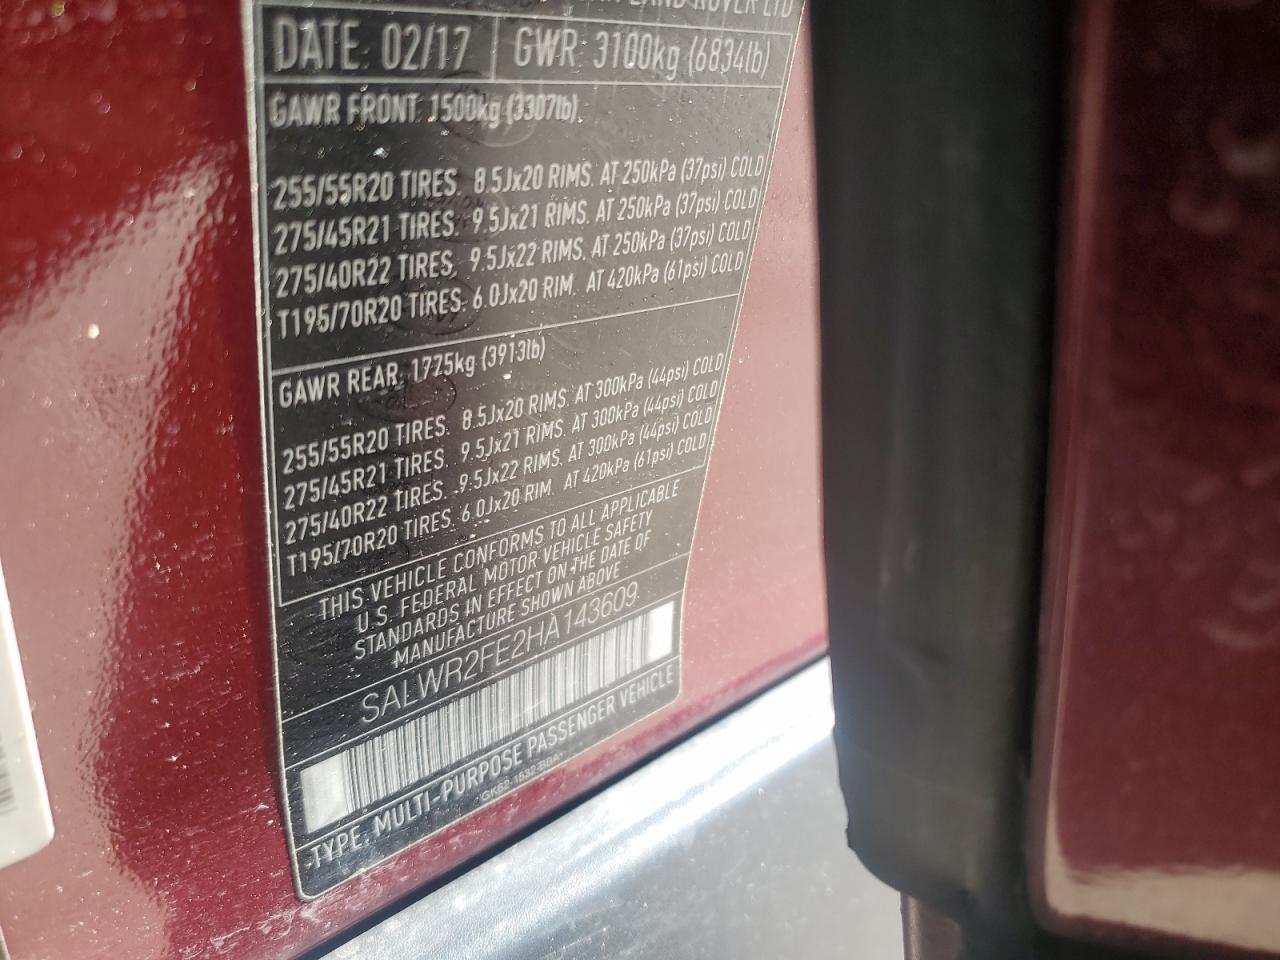 LAND ROVER LTD
DATE: 02/17 GWR: 3100kg (6834lb)
GAWR FRONT: 1500kg (3307lb)
255/55R20 TIRES. 8.5Jx20 RIMS. AT 250kPa (37psi) COLD
275/45R21 TIRES. 9.5Jx21 RIMS. AT 250kPa (37psi) COLD
275/40R22 TIRES. 9.5Jx22 RIMS. AT 250kPa (37psi) COLD
T195/70R20 TIRES. 6.0Jx20 RIM. AT 420kPa (61psi) COLD
GAWR REAR: 1775kg (3913lb)
255/55R20 TIRES. 8.5Jx20 RIMS. AT 300kPa (44psi) COLD
275/45R21 TIRES. 9.5Jx21 RIMS. AT 300kPa (44psi) COLD
275/40R22 TIRES. 9.5Jx22 RIMS. AT 300kPa (44psi) COLD
T195/70R20 TIRES. 6.0Jx20 RIM. AT 420kPa (61psi) COLD
THIS VEHICLE CONFORMS TO ALL APPLICABLE
U.S. FEDERAL MOTOR VEHICLE SAFETY
STANDARDS IN EFFECT ON THE DATE OF
MANUFACTURE SHOWN ABOVE
SALWR2FE2HA143609
TYPE. MULTI-PURPOSE PASSENGER VEHICLE